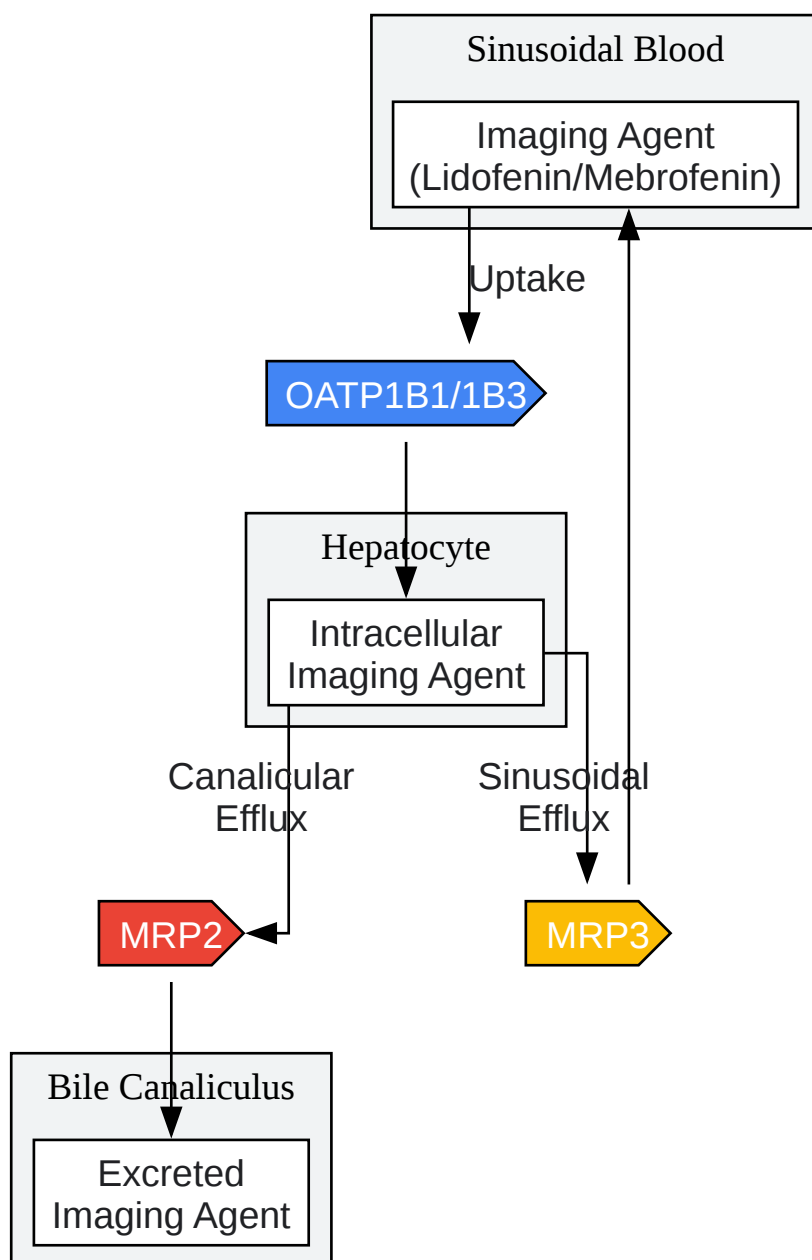 Sinusoidal Blood
Imaging Agent
(Lidofenin/Mebrofenin)
Uptake
OATP1B1/1B3
Hepatocyte
Intracellular
Imaging Agent
Canalicular
Efflux
Sinusoidal
Efflux
MRP2
MRP3
Bile Canaliculus
Excreted
Imaging Agent